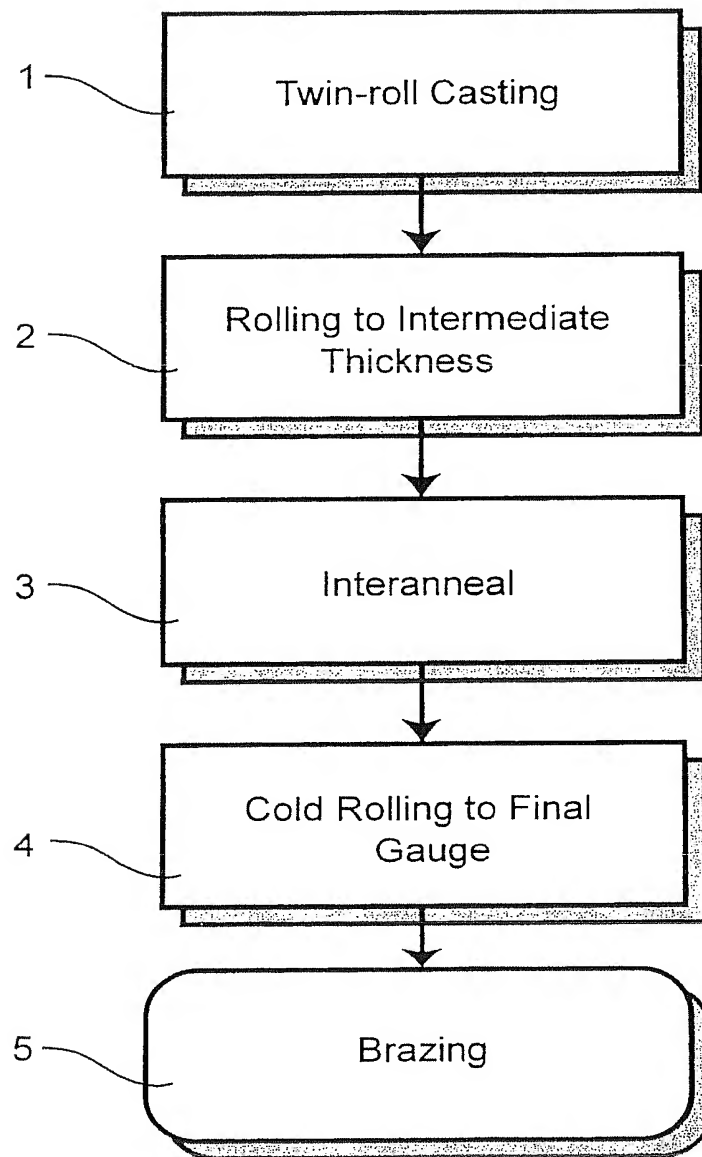 1
Twin-roll Casting
2
Rolling to Intermediate
Thickness
3
Interanneal
4
Cold Rolling to Final
Gauge
5
Brazing